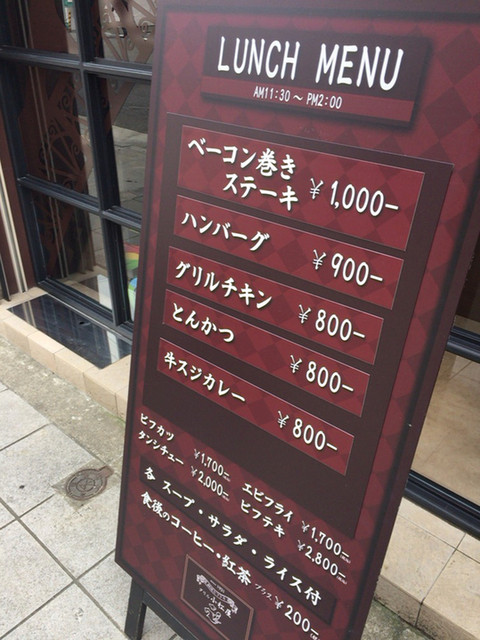 LUNCH MENU
AM11:30 〜 PM2:00
ベーコン巻き
ステーキ ¥1,000-
ハンバーグ ¥900-
グリルチキン ¥800-
とんかつ ¥800-
牛スジカレー ¥800-
ビフカツ ¥1,700
タンシチュー ¥2,000
エビフライ ¥1,700
ビフテキ ¥2,800
各 スープ・サラダ・ライス付
食後のコーヒー・紅茶 プラス ¥200